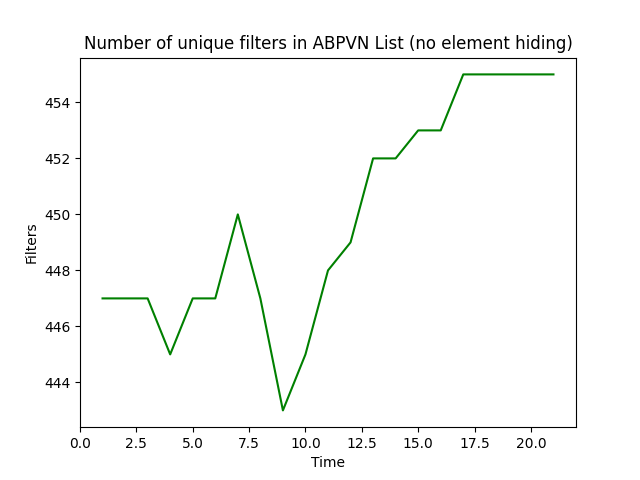 Number of unique filters in ABPVN List (no element hiding)
454
452
450
448
446
444
Filters
0.0 2.5 5.0 7.5 10.0 12.5 15.0 17.5 20.0
Time